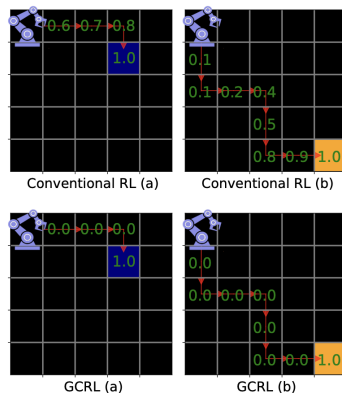 0.6 0.7 0.8
1.0
Conventional RL (a)
0.1
0.1 0.2 0.4
0.5
0.8 0.9 1.0
Conventional RL (b)
0.0 0.0 0.0
1.0
GCRL (a)
0.0
0.0 0.0 0.0
0.0
0.0 0.0 1.0
GCRL (b)